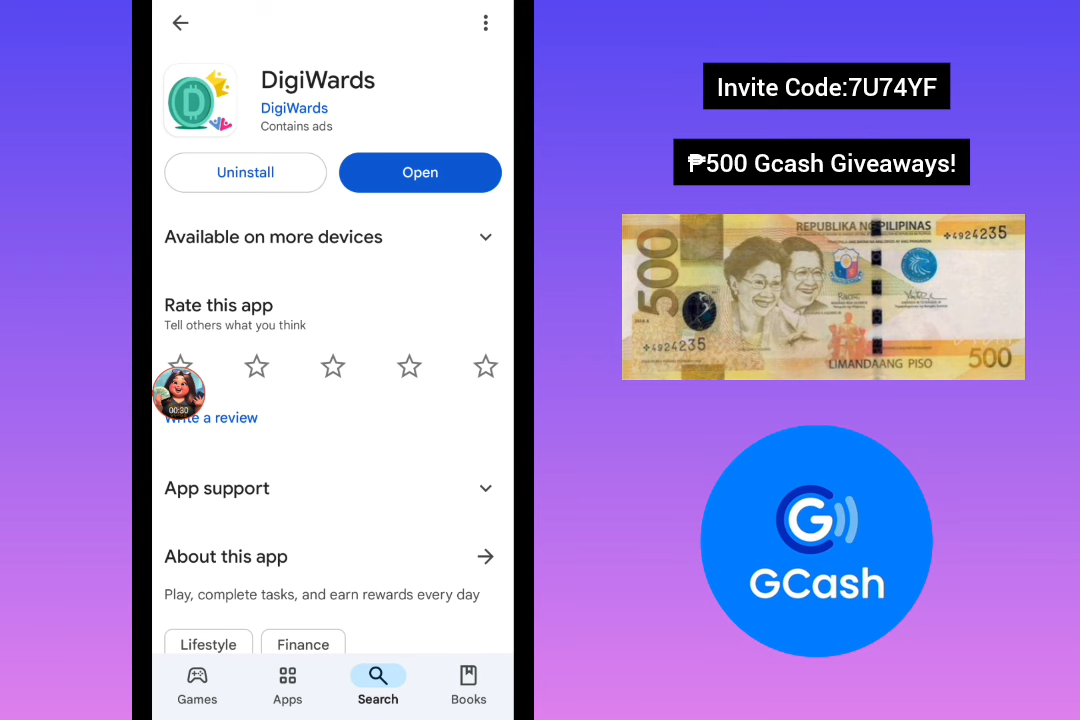 DigiWards
DigiWards
Contains ads
Uninstall
Open
Available on more devices
Rate this app
Tell others what you think
00:30
Write a review
App support
About this app
Play, complete tasks, and earn rewards every day
Lifestyle
Finance
Games
Apps
Search
Books
Invite Code:7U74YF
₱500 Gcash Giveaways!
REPUBLIKA NG PILIPINAS
4924235
500
4924235
LIMANDAANG PISO
500
G
GCash